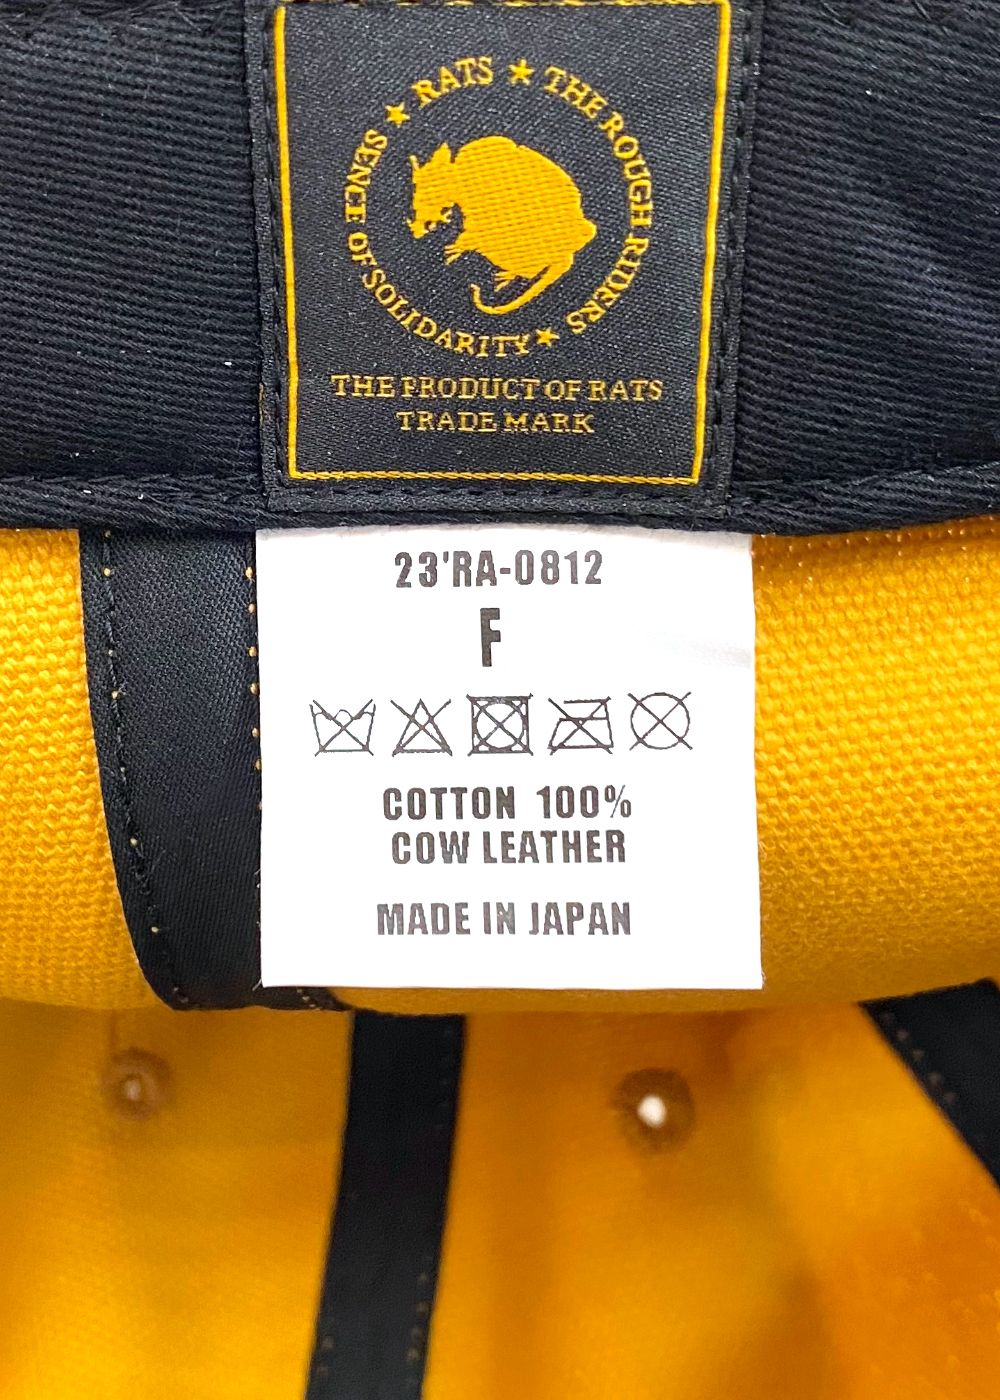 RATS ★ THE ROUGH RIDERS ★
SENCE OF SOLIDARITY ★
THE PRODUCT OF RATS
TRADE MARK
23'RA-0812
F
COTTON 100%
COW LEATHER
MADE IN JAPAN